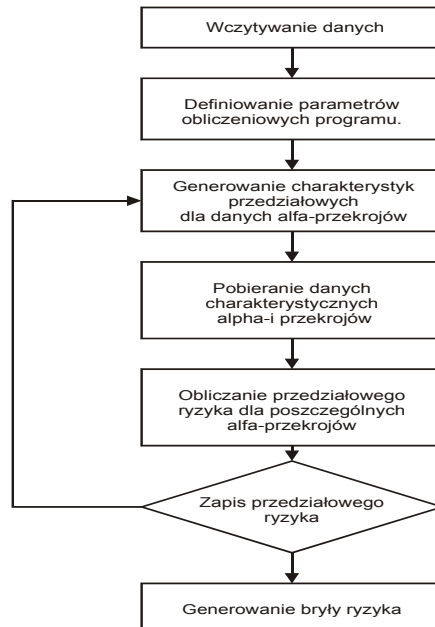 Wczytywanie danych
Definiowanie parametrów
obliczeniowych programu.
Generowanie charakterystyk
przedziałowych
dla danych alfa-przekrojów
Pobieranie danych
charakterystycznych
alpha-i przekrojów
Obliczanie przedziałowego
ryzyka dla poszczególnych
alfa-przekrojów
Zapis przedziałowego
ryzyka
Generowanie bryły ryzyka